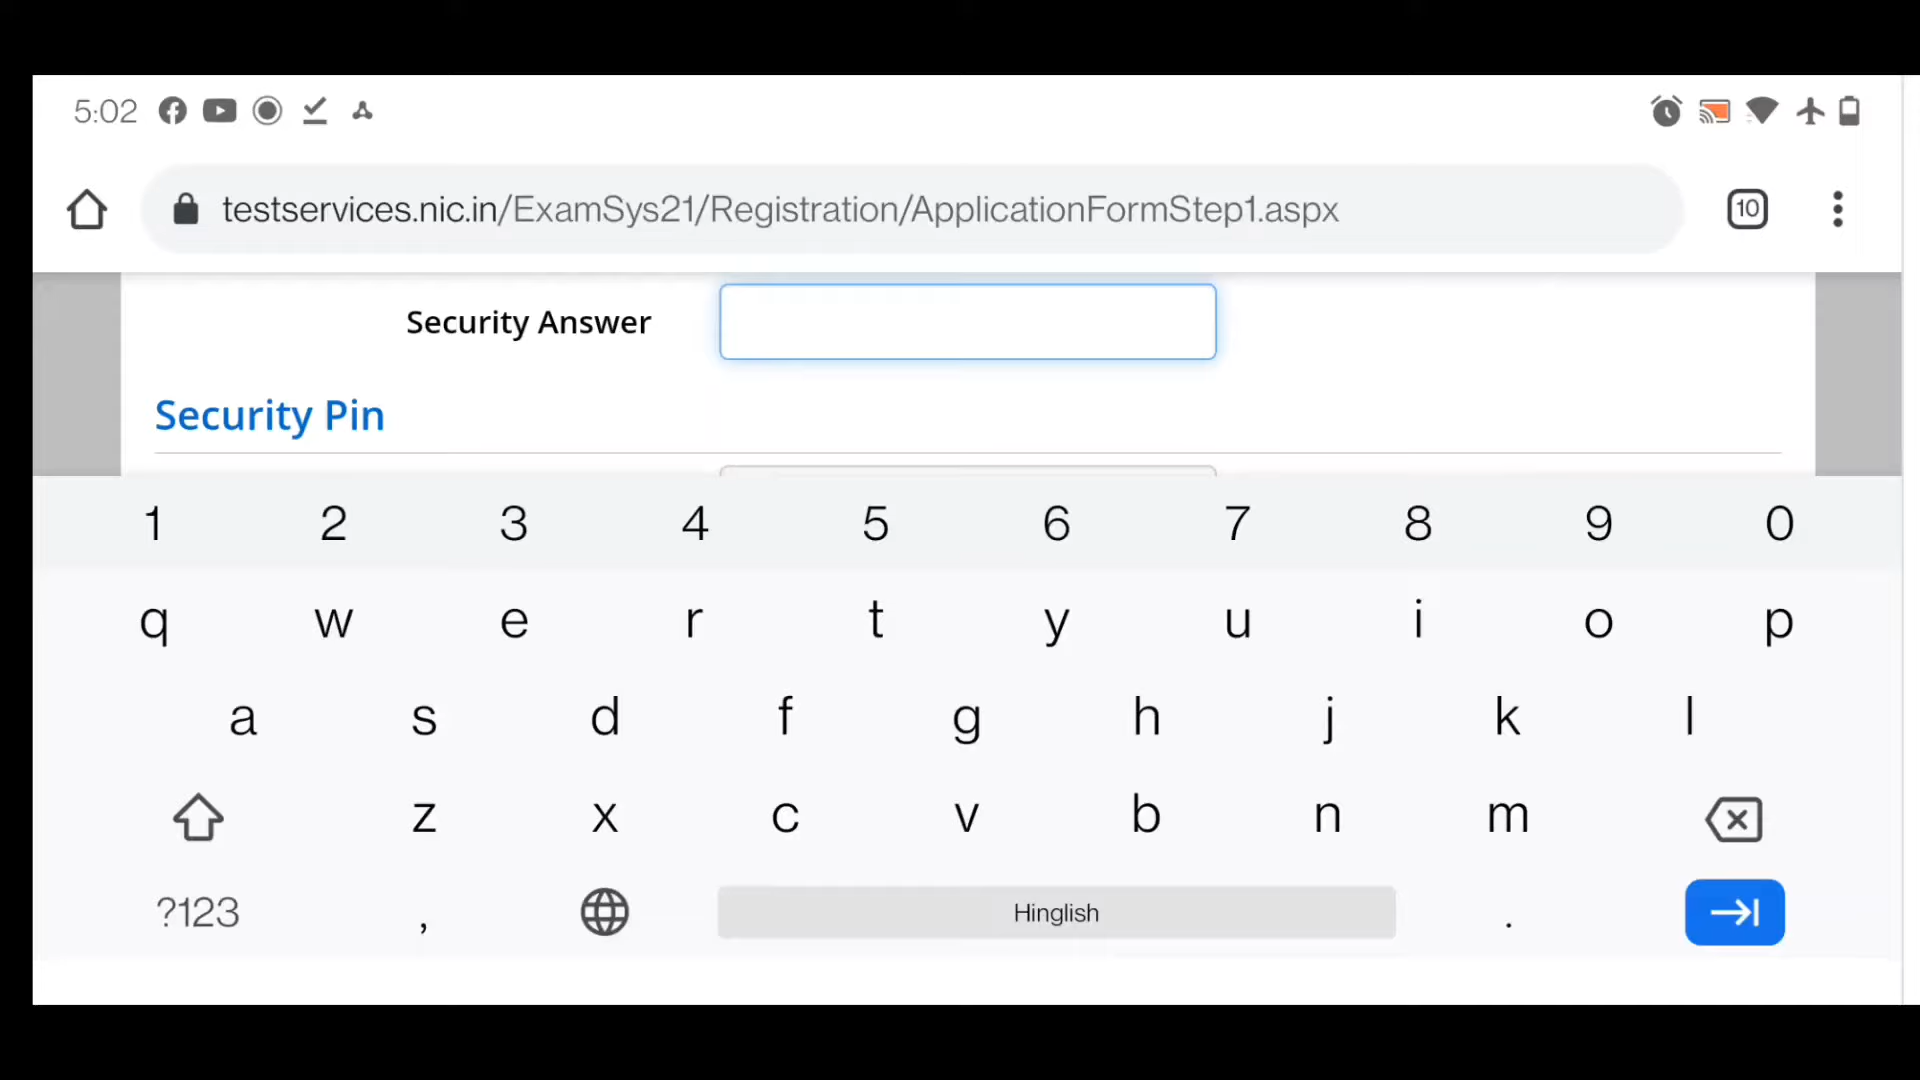 5:02
testservices.nic.in/ExamSys21/Registration/ApplicationFormStep1.aspx
10
Security Answer
Security Pin
1 2 3 4 5 6 7 8 9 0
q w e r t y u i o p
a s d f g h j k l
z x c v b n m
?123 , Hinglish .